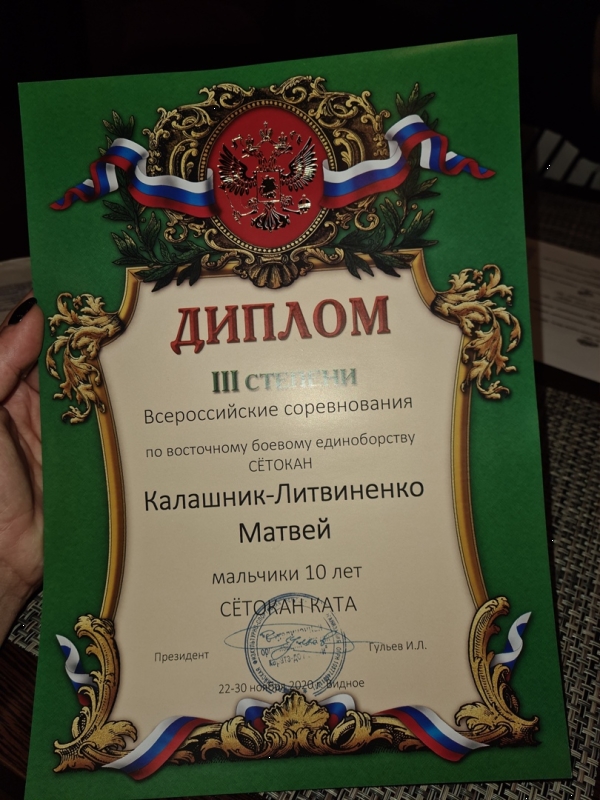 ДИПЛОМ
III СТЕПЕНИ
Всероссийские соревнования
по восточному боевому единоборству
СЁТОКАН
Калашник-Литвиненко
Матвей
мальчики 10 лет
СЁТОКАН КАТА
Президент
Гульев И.Л.
22-30 ноября 2020 г. Видное